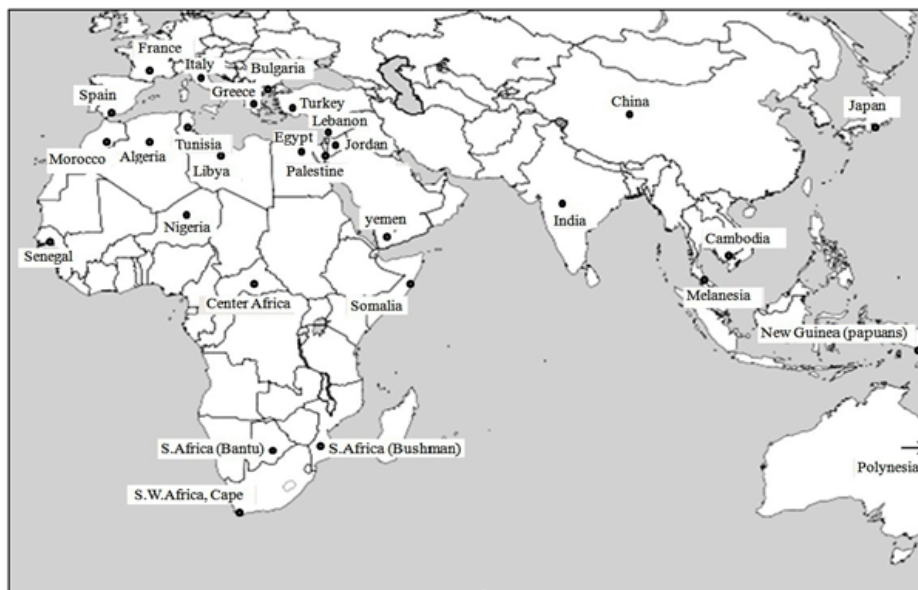 France
Italy
Bulgaria
Spain
Greece
Turkey
China
Japan
Lebanon
Egypt
Jordan
Tunisia
Morocco
Algeria
Libya
Palestine
yemen
India
Nigeria
Senegal
Cambodia
Center Africa
Somalia
Melanesia
New Guinea (papuans)
S.Africa (Bantu)
S.Africa (Bushman)
Polynesia
S.W.Africa, Cape